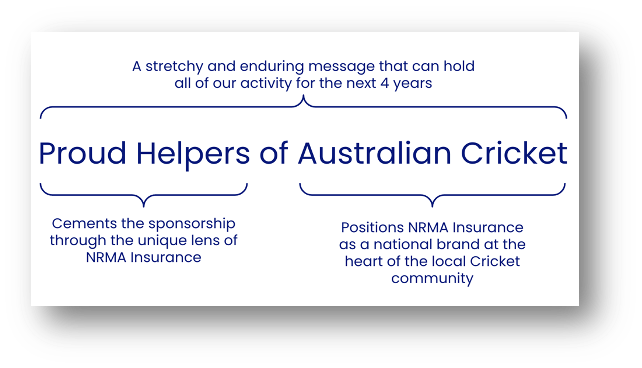 A stretchy and enduring message that can hold
all of our activity for the next 4 years
Proud Helpers of Australian Cricket
Cements the sponsorship
through the unique lens of
NRMA Insurance
Positions NRMA Insurance
as a national brand at the
heart of the local Cricket
community